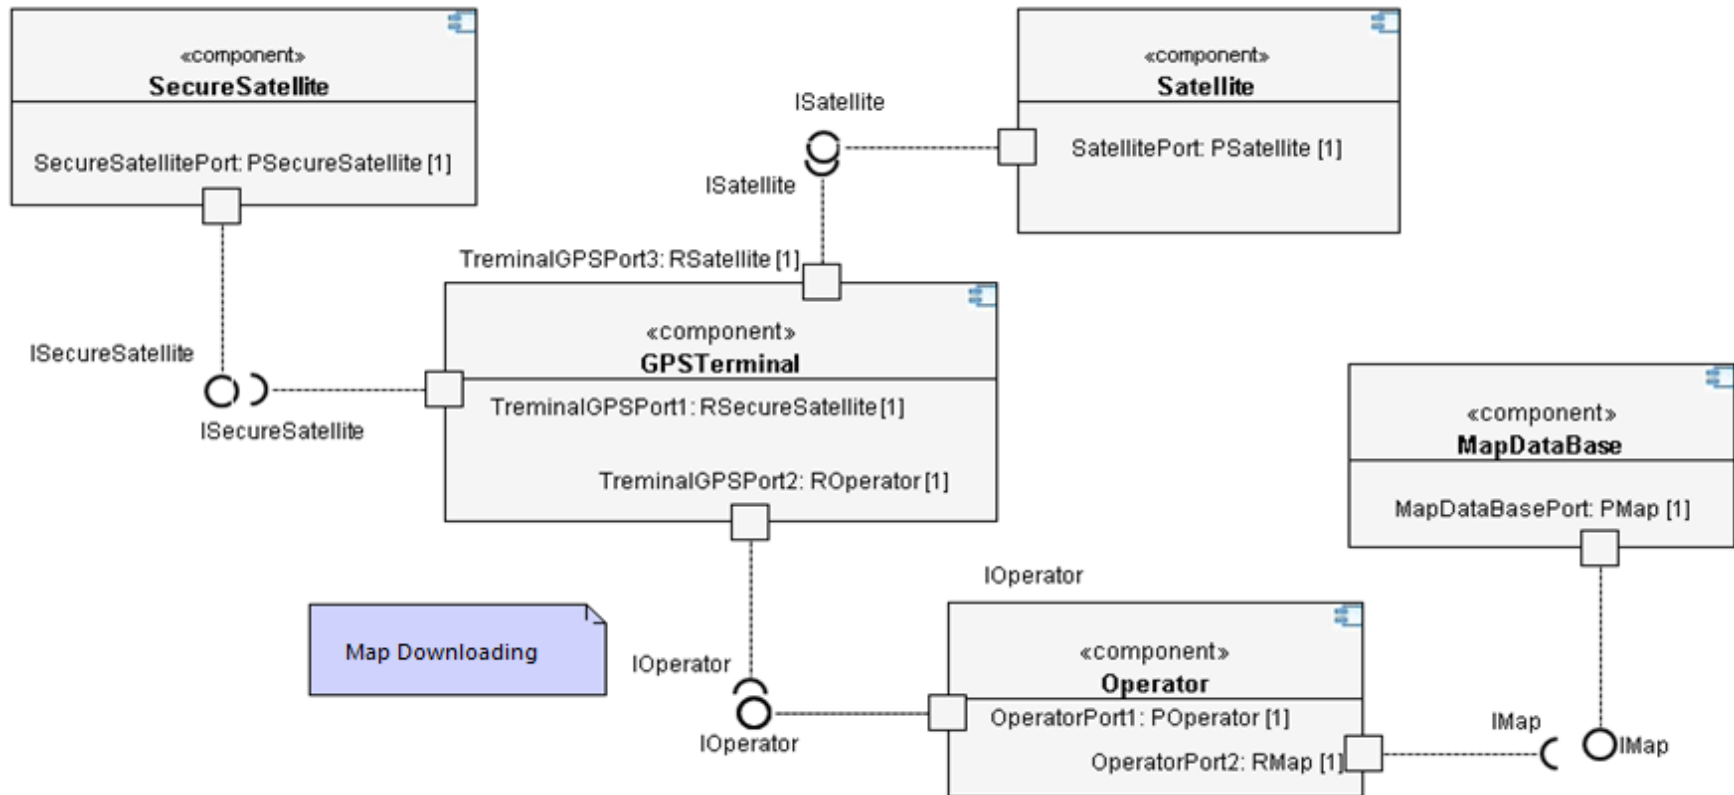 «component»
SecureSatellite
SecureSatellitePort: PSecureSatellite [1]
«component»
Satellite
SatellitePort: PSatellite [1]
ISatellite
ISatellite
TreminalGPSPort3: RSatellite [1]
ISecureSatellite
ISecureSatellite
«component»
GPSTerminal
TreminalGPSPort1: RSecureSatellite [1]
TreminalGPSPort2: ROperator [1]
«component»
MapDataBase
MapDataBasePort: PMap [1]
Map Downloading
IOperator
IOperator
IOperator
«component»
Operator
OperatorPort1: POperator [1]
OperatorPort2: RMap [1]
IMap
IMap